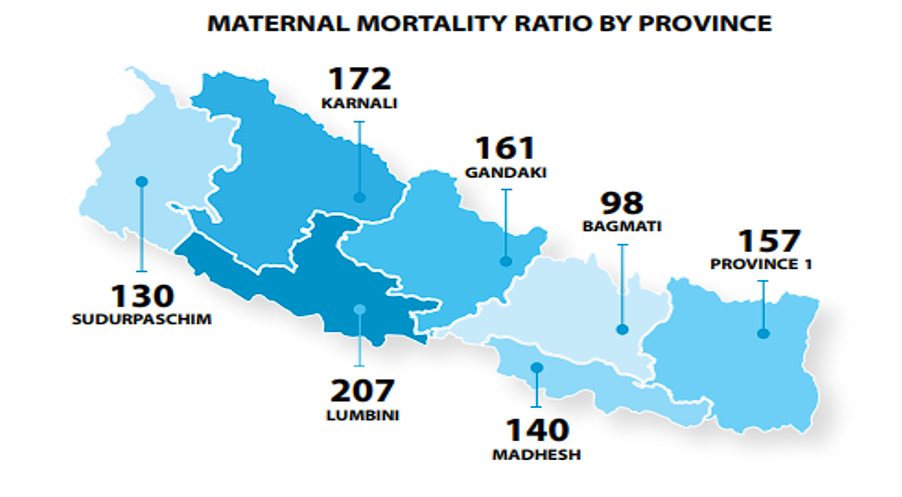 MATERNAL MORTALITY RATIO BY PROVINCE
172
KARNALI
161
GANDAKI
98
BAGMATI
157
PROVINCE 1
130
SUDURPASCHIM
207
LUMBINI
140
MADHESH